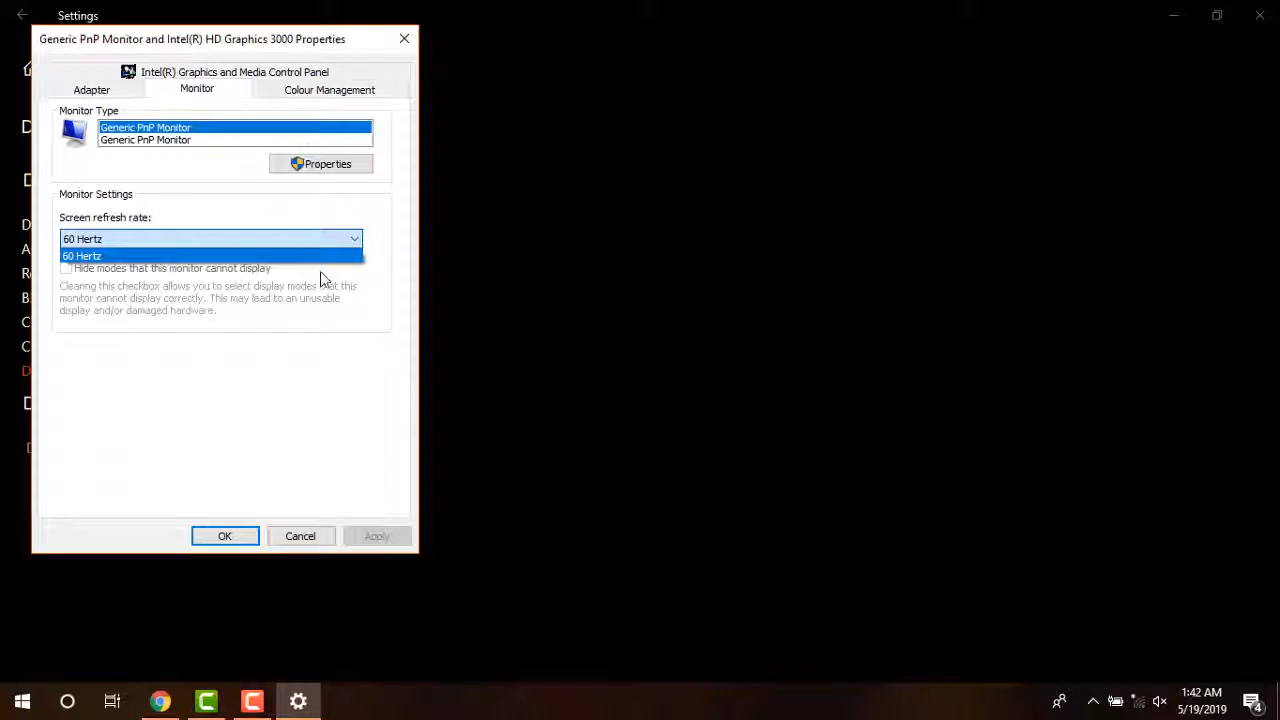 Settings
Generic PnP Monitor and Intel(R) HD Graphics 3000 Properties
Intel(R) Graphics and Media Control Panel
Adapter
Monitor
Colour Management
Monitor Type
Generic PnP Monitor
Generic PnP Monitor
Properties
Monitor Settings
Screen refresh rate:
60 Hertz
60 Hertz
Hide modes that this monitor cannot display
Clearing this checkbox allows you to select display modes that this
monitor cannot display correctly. This may lead to an unusable
display and/or damaged hardware.
OK
Cancel
Apply
1:42 AM
5/19/2019
4